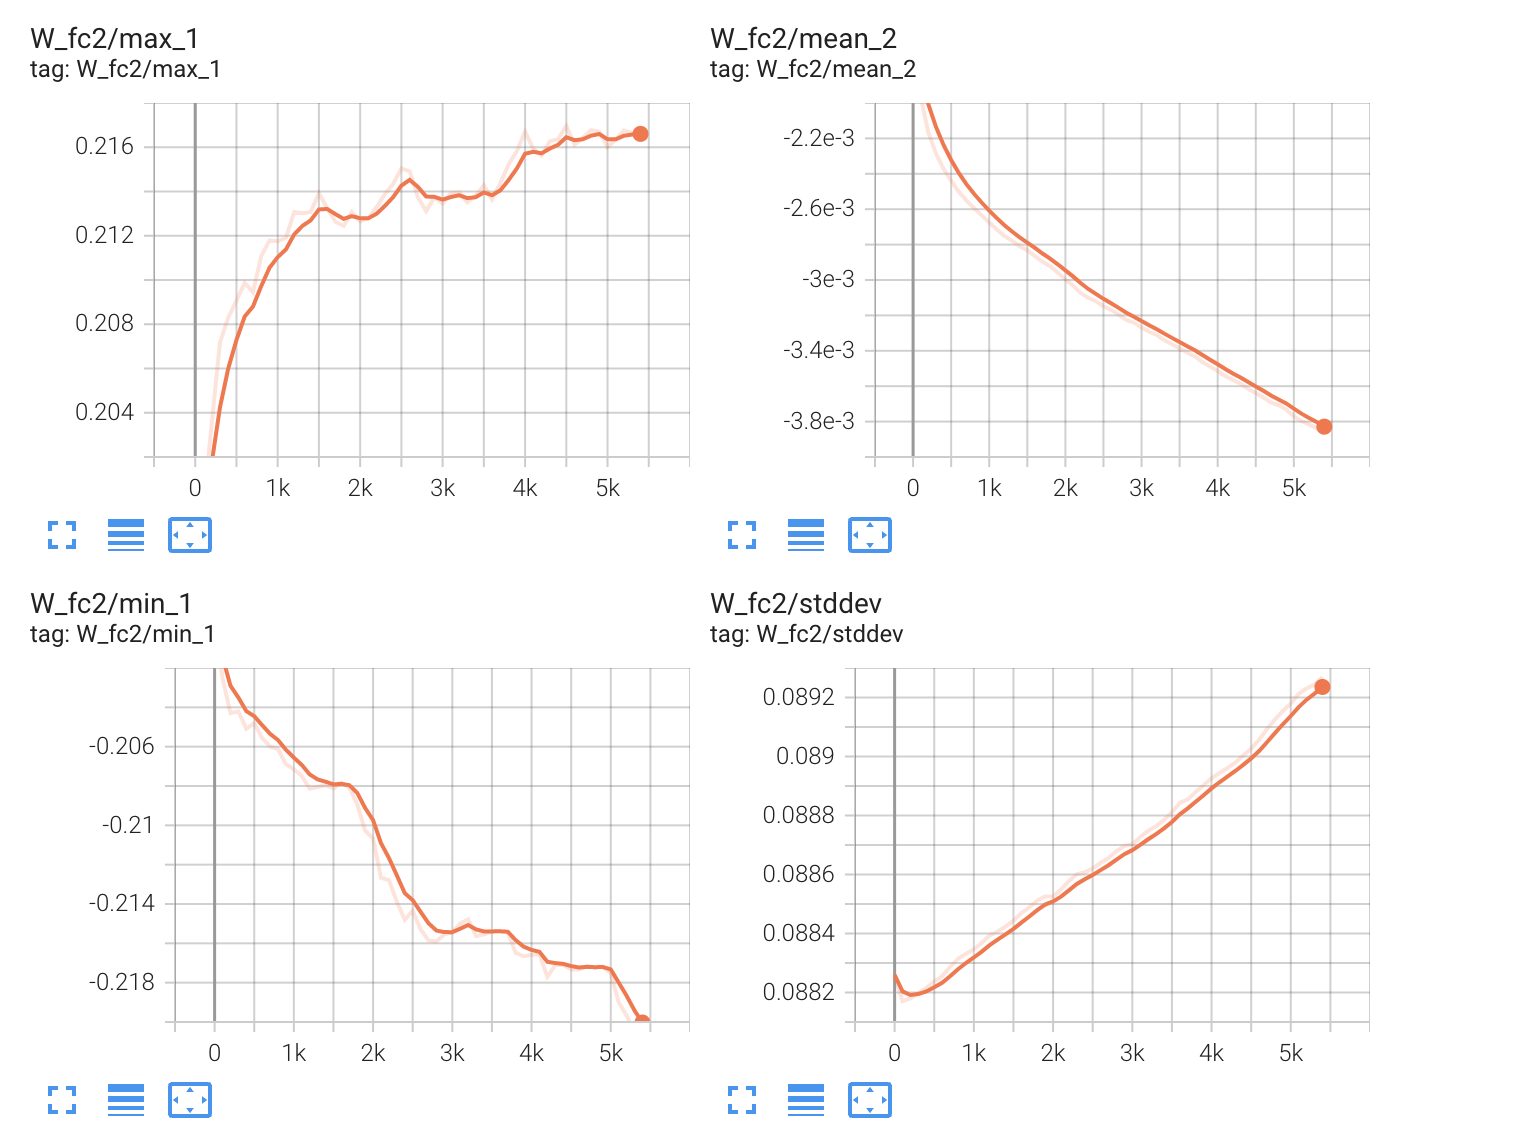 W_fc2/max_1
tag: W_fc2/max_1
0.216
0.212
0.208
0.204
0 1k 2k 3k 4k 5k
W_fc2/mean_2
tag: W_fc2/mean_2
-2.2e-3
-2.6e-3
-3e-3
-3.4e-3
-3.8e-3
0 1k 2k 3k 4k 5k
W_fc2/min_1
tag: W_fc2/min_1
-0.206
-0.21
-0.214
-0.218
0 1k 2k 3k 4k 5k
W_fc2/stddev
tag: W_fc2/stddev
0.0892
0.089
0.0888
0.0886
0.0884
0.0882
0 1k 2k 3k 4k 5k